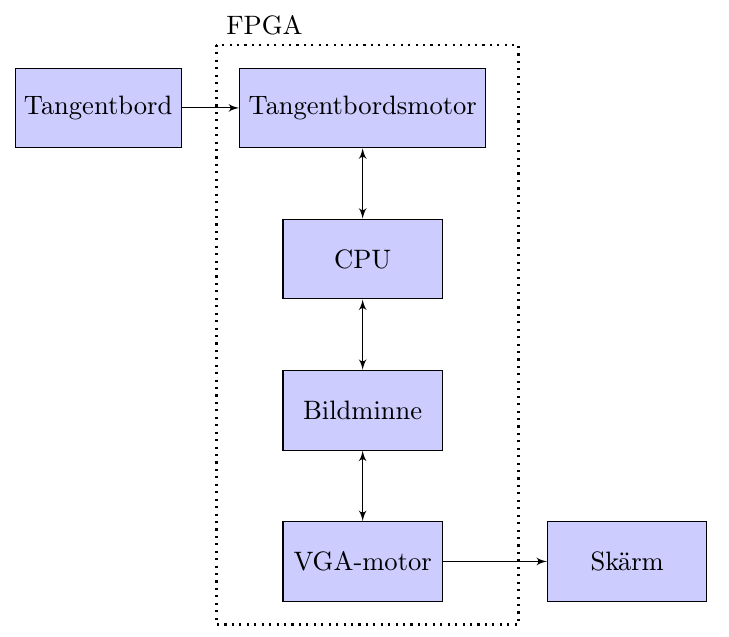 FPGA
Tangentbord
Tangentbordsmotor
CPU
Bildminne
VGA-motor
Skärm